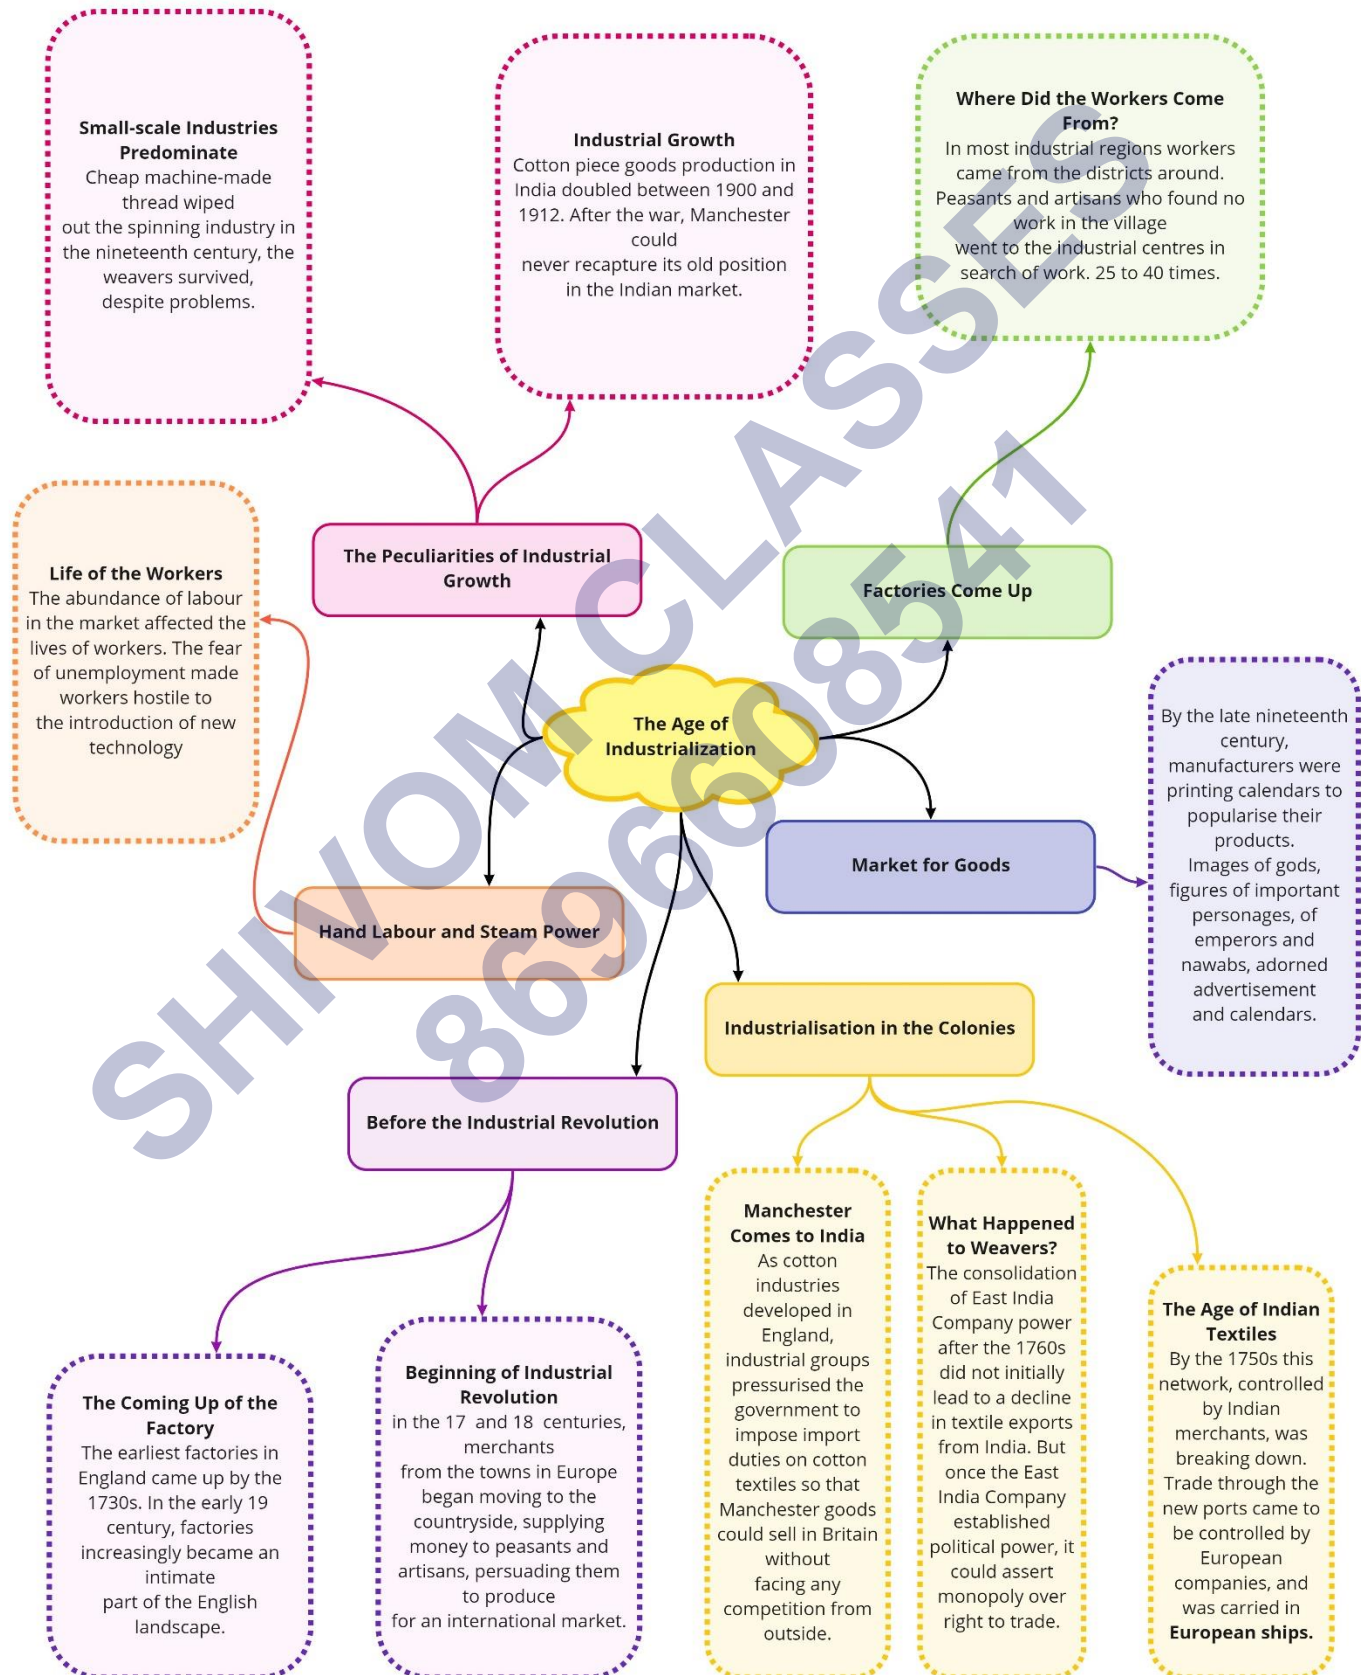 Small-scale Industries
Predominate
Cheap machine-made
thread wiped
out the spinning industry in
the nineteenth century, the
weavers survived,
despite problems.
Industrial Growth
Cotton piece goods production in
India doubled between 1900 and
1912. After the war, Manchester
could
never recapture its old position
in the Indian market.
Where Did the Workers Come
From?
In most industrial regions workers
came from the districts around.
Peasants and artisans who found no
work in the village
went to the industrial centres in
search of work. 25 to 40 times.
The Peculiarities of Industrial
Growth
Factories Come Up
Life of the Workers
The abundance of labour
in the market affected the
lives of workers. The fear
of unemployment made
workers hostile to
the introduction of new
technology
The Age of
Industrialization
By the late nineteenth
century,
manufacturers were
printing calendars to
popularise their
products.
Images of gods,
figures of important
personages, of
emperors and
nawabs, adorned
advertisement
and calendars.
Market for Goods
Hand Labour and Steam Power
Industrialisation in the Colonies
Before the Industrial Revolution
The Coming Up of the
Factory
The earliest factories in
England came up by the
1730s. In the early 19
century, factories
increasingly became an
intimate
part of the English
landscape.
Beginning of Industrial
Revolution
in the 17 and 18 centuries,
merchants
from the towns in Europe
began moving to the
countryside, supplying
money to peasants and
artisans, persuading them
to produce
for an international market.
Manchester
Comes to India
As cotton
industries
developed in
England,
industrial groups
pressurised the
government to
impose import
duties on cotton
textiles so that
Manchester goods
could sell in Britain
without
facing any
competition from
outside.
What Happened
to Weavers?
The consolidation
of East India
Company power
after the 1760s
did not initially
lead to a decline
in textile exports
from India. But
once the East
India Company
established
political power, it
could assert
monopoly over
right to trade.
The Age of Indian
Textiles
By the 1750s this
network, controlled
by Indian
merchants, was
breaking down.
Trade through the
new ports came to
be controlled by
European
companies, and
was carried in
European ships.
SHIVOM CLASSES
8696608541